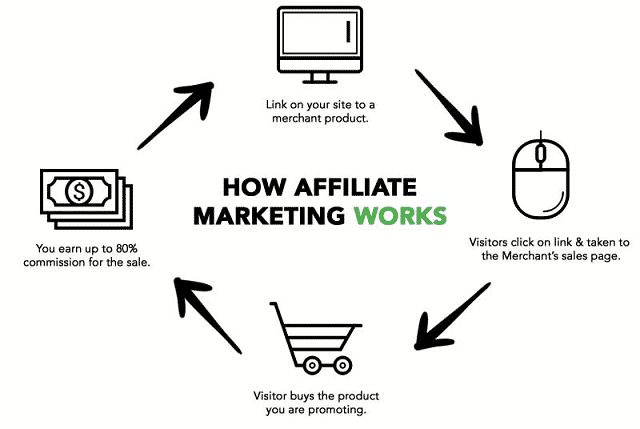 Link on your site to a
merchant product.
HOW AFFILIATE
MARKETING WORKS
Visitors click on link & taken to
the Merchant's sales page.
You earn up to 80%
commission for the sale.
Visitor buys the product
you are promoting.